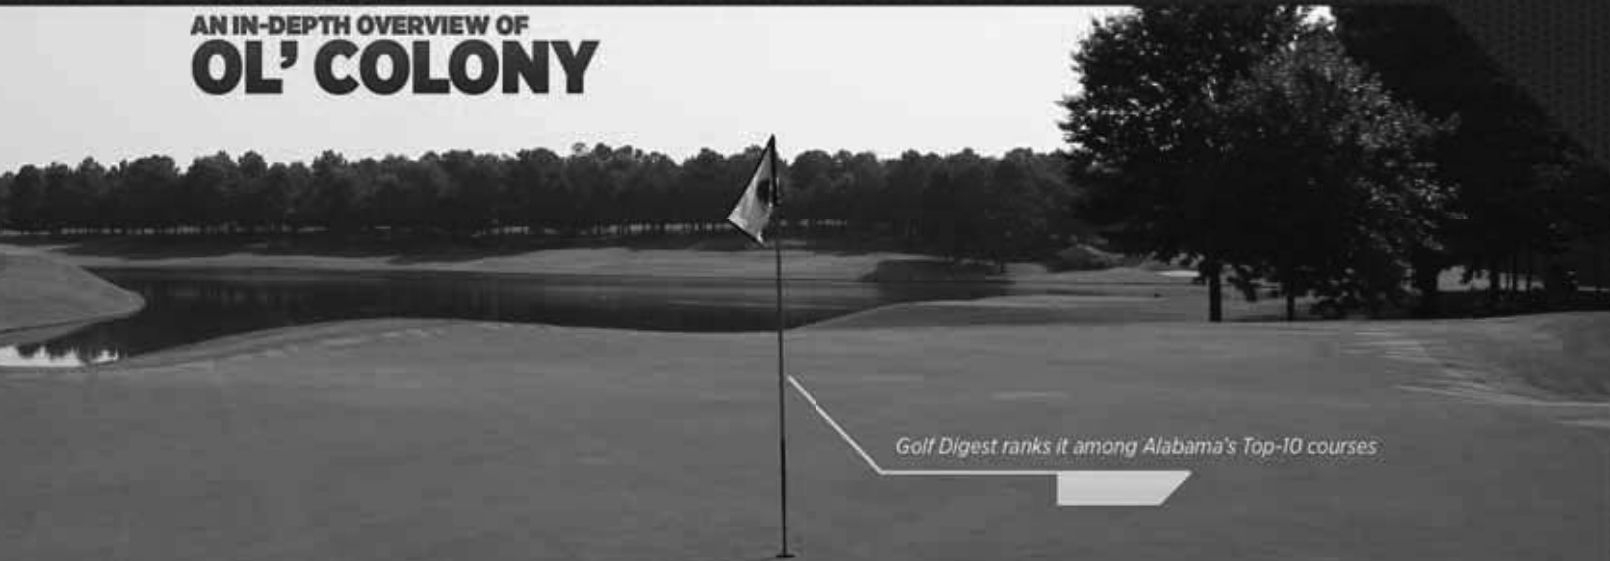 AN IN-DEPTH OVERVIEW OF
OL' COLONY
Golf Digest ranks it among Alabama's Top-10 courses